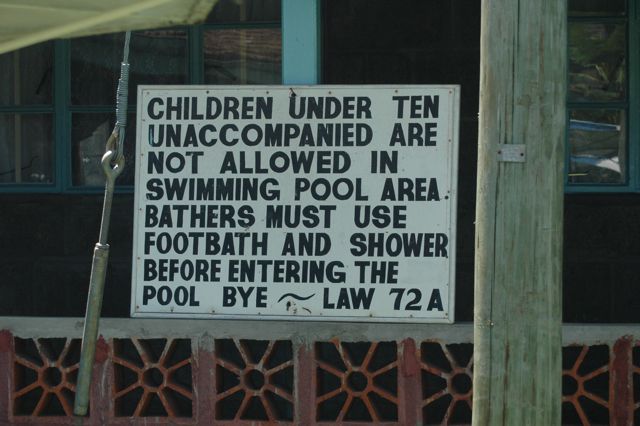 CHILDREN UNDER TEN
UNACCOMPANIED ARE
NOT ALLOWED IN
SWIMMING POOL AREA
BATHERS MUST USE
FOOTBATH AND SHOWER
BEFORE ENTERING THE
POOL BYE ~ LAW 72A